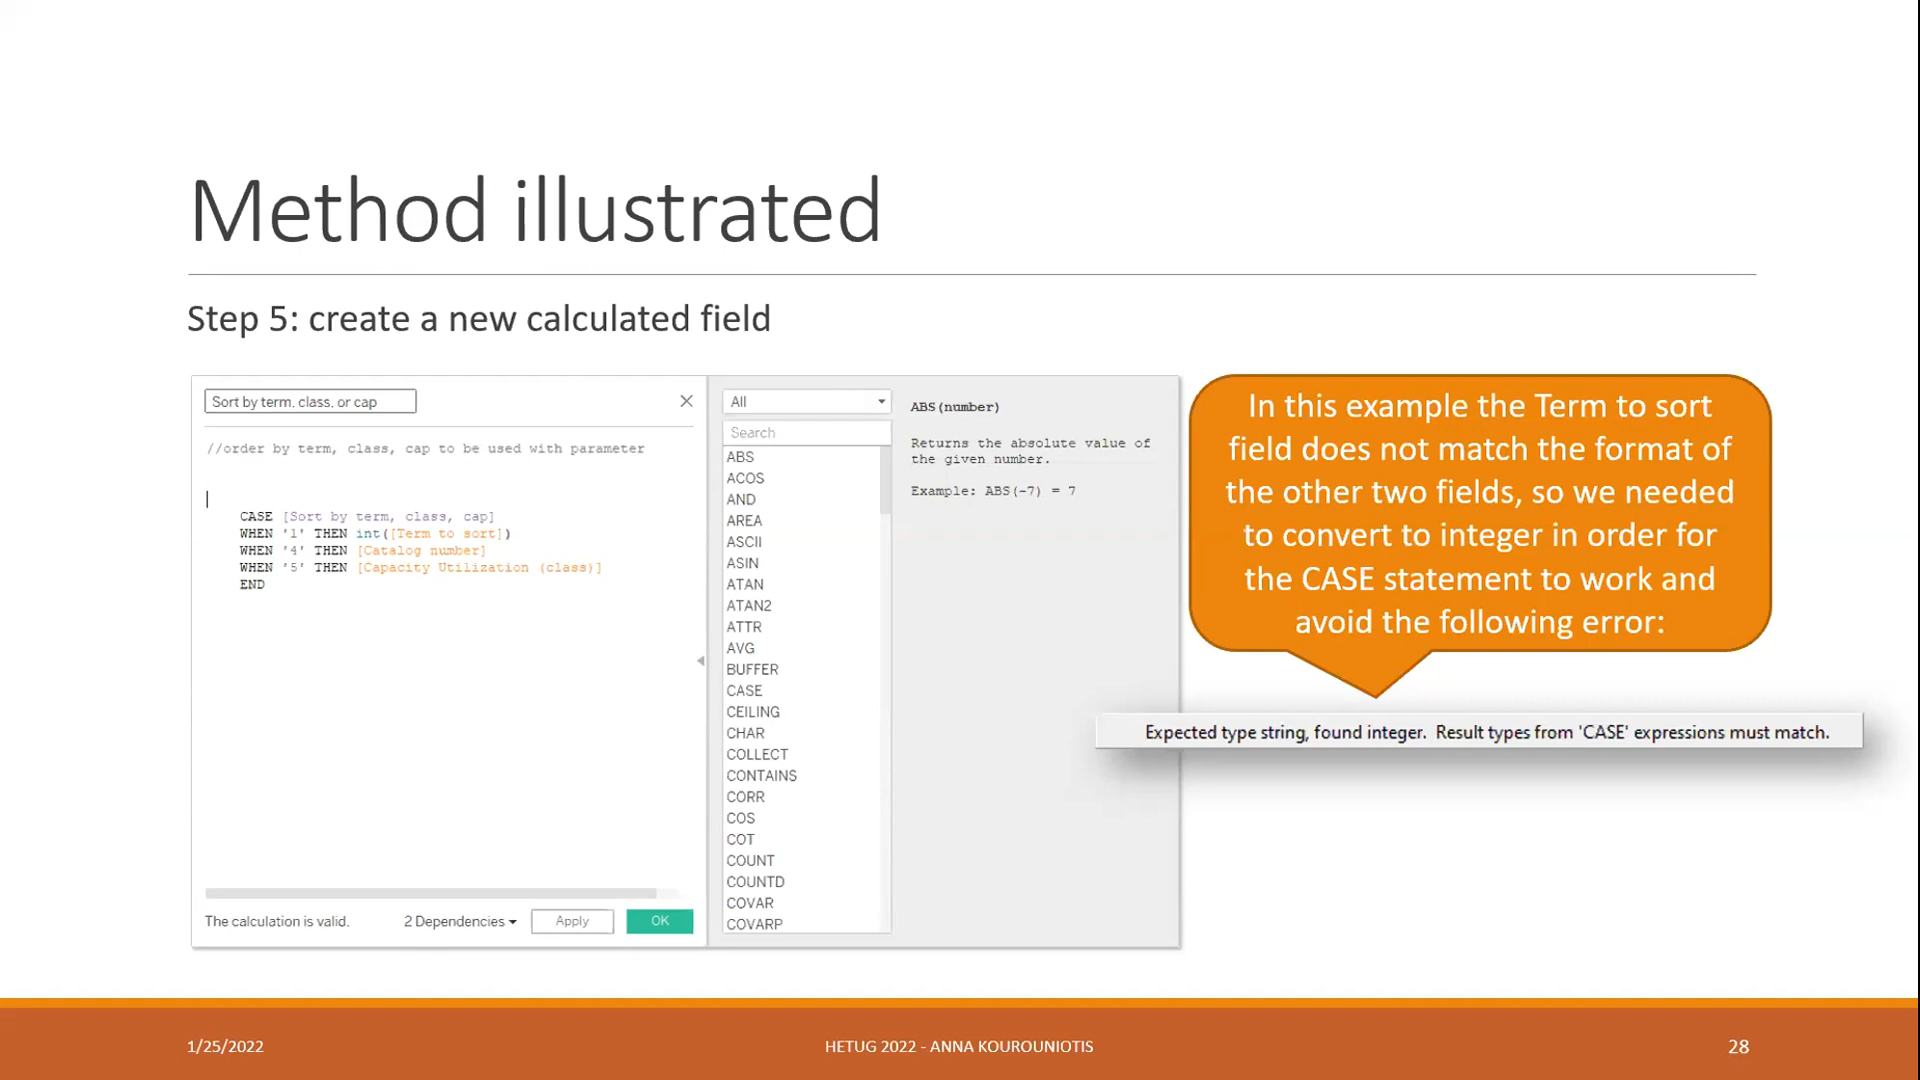 Method illustrated
Step 5: create a new calculated field
Sort by term, class, or cap
//order by term, class, cap to be used with parameter
CASE [Sort by term, class, cap]
WHEN '1' THEN int([Term to sort])
WHEN '4' THEN [Catalog number]
WHEN '5' THEN [Capacity Utilization (class)]
END
The calculation is valid.
2 Dependencies
Apply
OK
All
Search
ABS
ACOS
AND
AREA
ASCII
ASIN
ATAN
ATAN2
ATTR
AVG
BUFFER
CASE
CEILING
CHAR
COLLECT
CONTAINS
CORR
COS
COT
COUNT
COUNTD
COVAR
COVARP
ABS(number)
Returns the absolute value of
the given number.
Example: ABS(-7) = 7
In this example the Term to sort
field does not match the format of
the other two fields, so we needed
to convert to integer in order for
the CASE statement to work and
avoid the following error:
Expected type string, found integer. Result types from 'CASE' expressions must match.
1/25/2022
HETUG 2022 - ANNA KOUROUNIOTIS
28